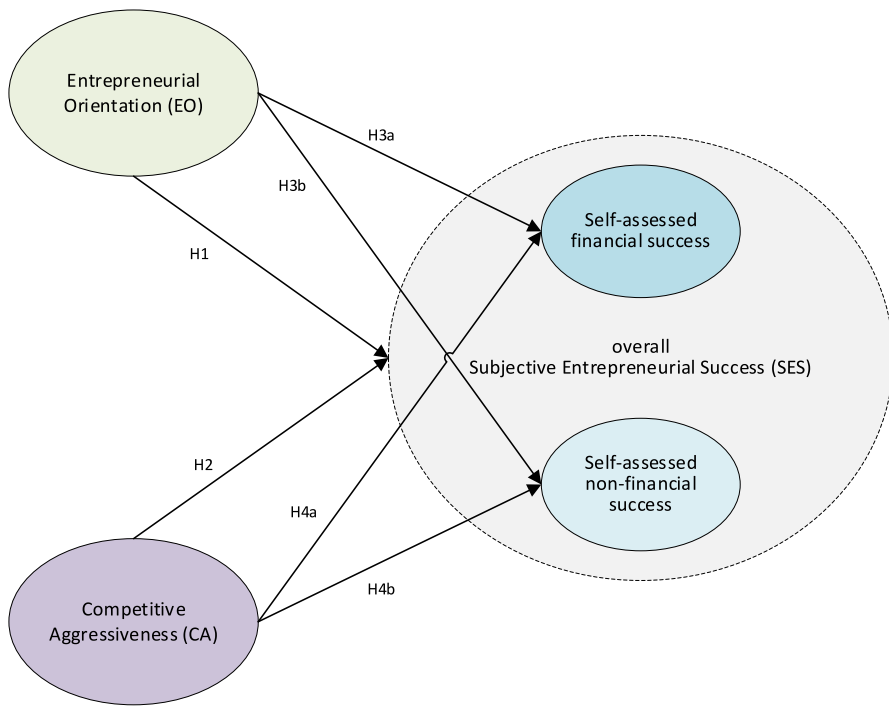 Entrepreneurial
Orientation (EO)
H3a
H3b
H1
Self-assessed
financial success
overall
Subjective Entrepreneurial Success (SES)
H2
H4a
Self-assessed
non-financial
success
H4b
Competitive
Aggressiveness (CA)